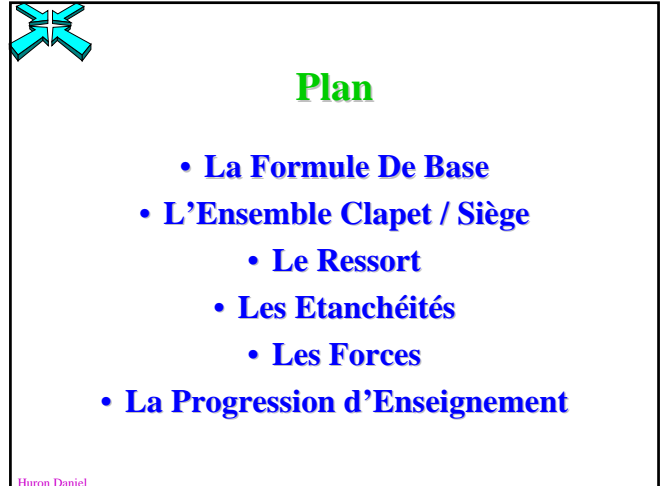 Plan
• La Formule De Base
• L’Ensemble Clapet / Siège
• Le Ressort
• Les Etanchéités
• Les Forces
• La Progression d’Enseignement
Huron Daniel